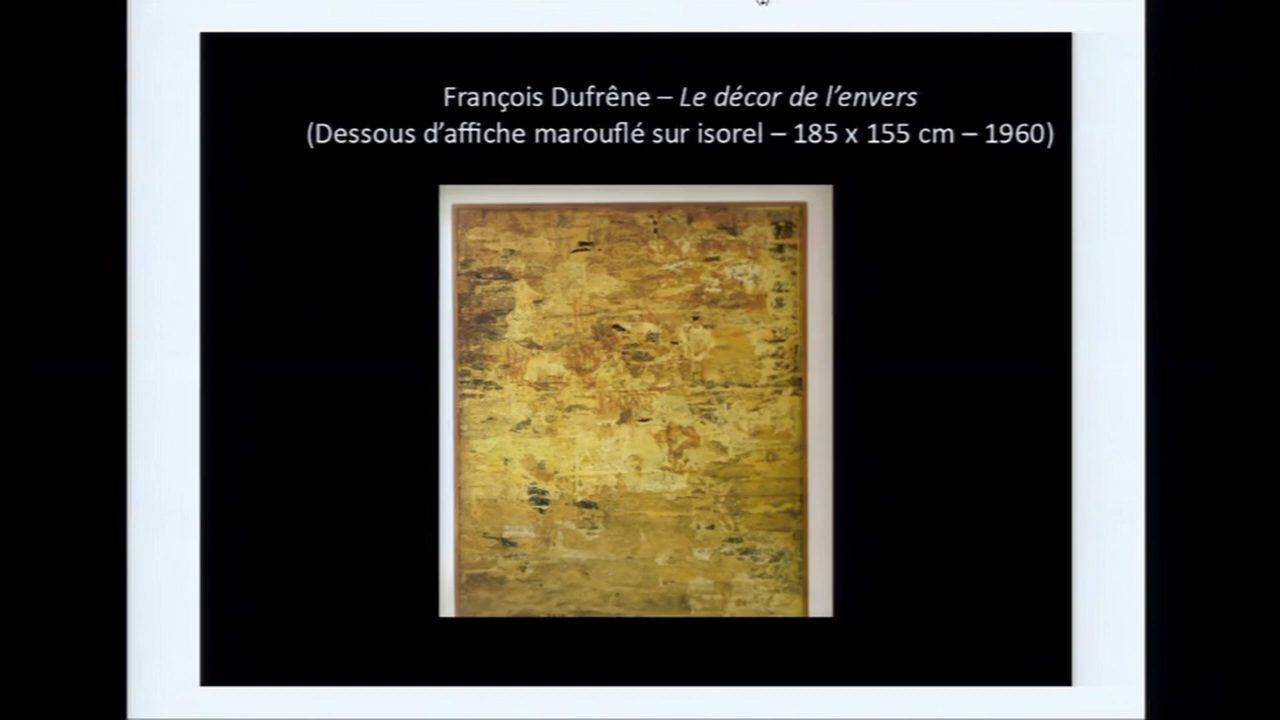 François Dufrêne – Le décor de l'envers
(Dessous d'affiche marouflé sur isorel – 185 x 155 cm – 1960)